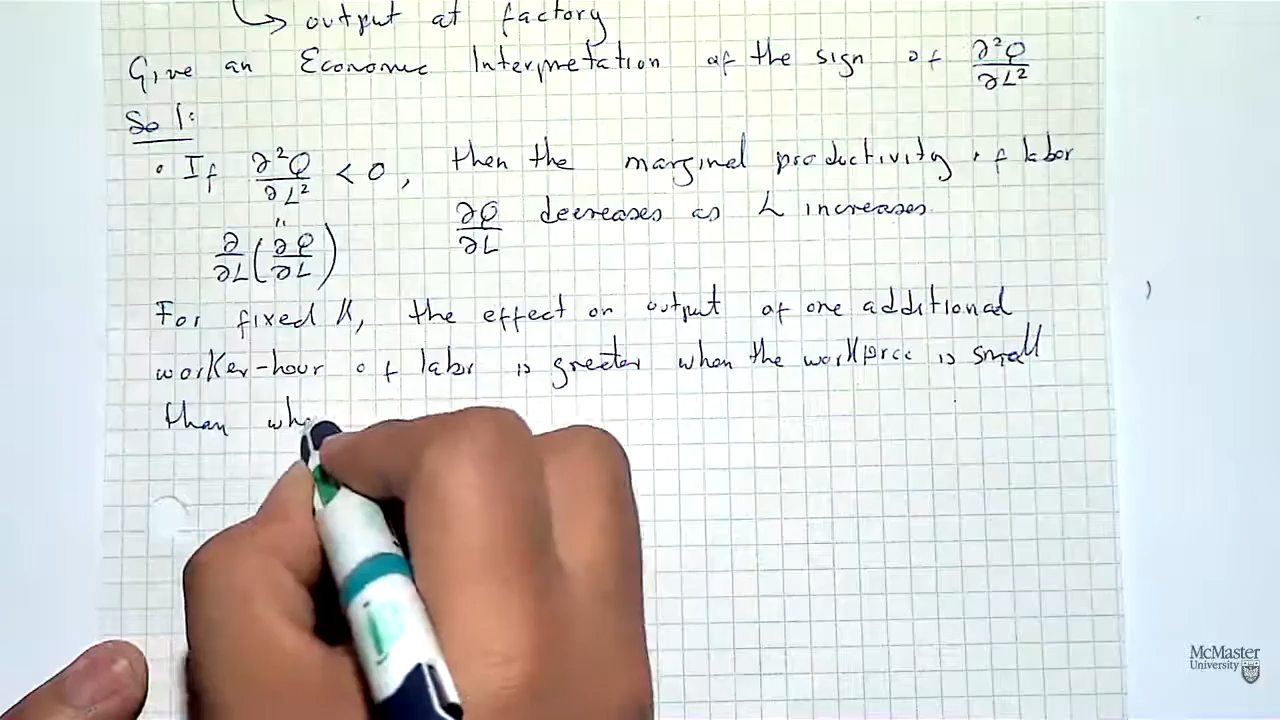 ↳ output at factory
Give an Economic Interpretation of the sign of ∂²Q/∂L²
Sol:
• If ∂²Q/∂L² < 0, then the marginal productivity of labor
∂Q/∂L decreases as L increases.
"
∂/∂L(∂Q/∂L)
For fixed K, the effect on output of one additional
worker-hour of labor is greater when the workforce is small
than whe
McMaster
University